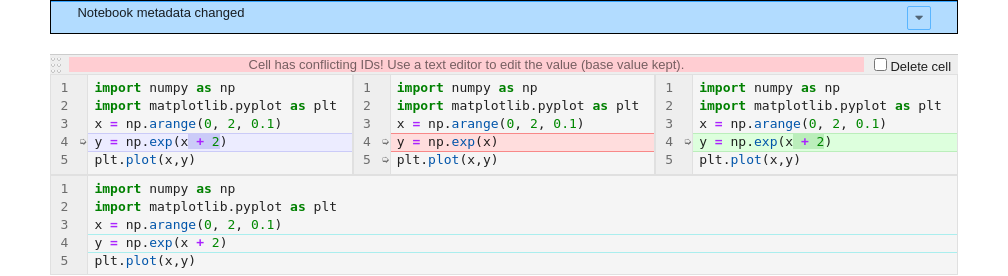 Notebook metadata changed
Cell has conflicting IDs! Use a text editor to edit the value (base value kept).
Delete cell
1 import numpy as np
2 import matplotlib.pyplot as plt
3 x = np.arange(0, 2, 0.1)
4 y = np.exp(x + 2)
5 plt.plot(x,y)
1 import numpy as np
2 import matplotlib.pyplot as plt
3 x = np.arange(0, 2, 0.1)
4 y = np.exp(x)
5 plt.plot(x,y)
1 import numpy as np
2 import matplotlib.pyplot as plt
3 x = np.arange(0, 2, 0.1)
4 y = np.exp(x + 2)
5 plt.plot(x,y)
1 import numpy as np
2 import matplotlib.pyplot as plt
3 x = np.arange(0, 2, 0.1)
4 y = np.exp(x + 2)
5 plt.plot(x,y)